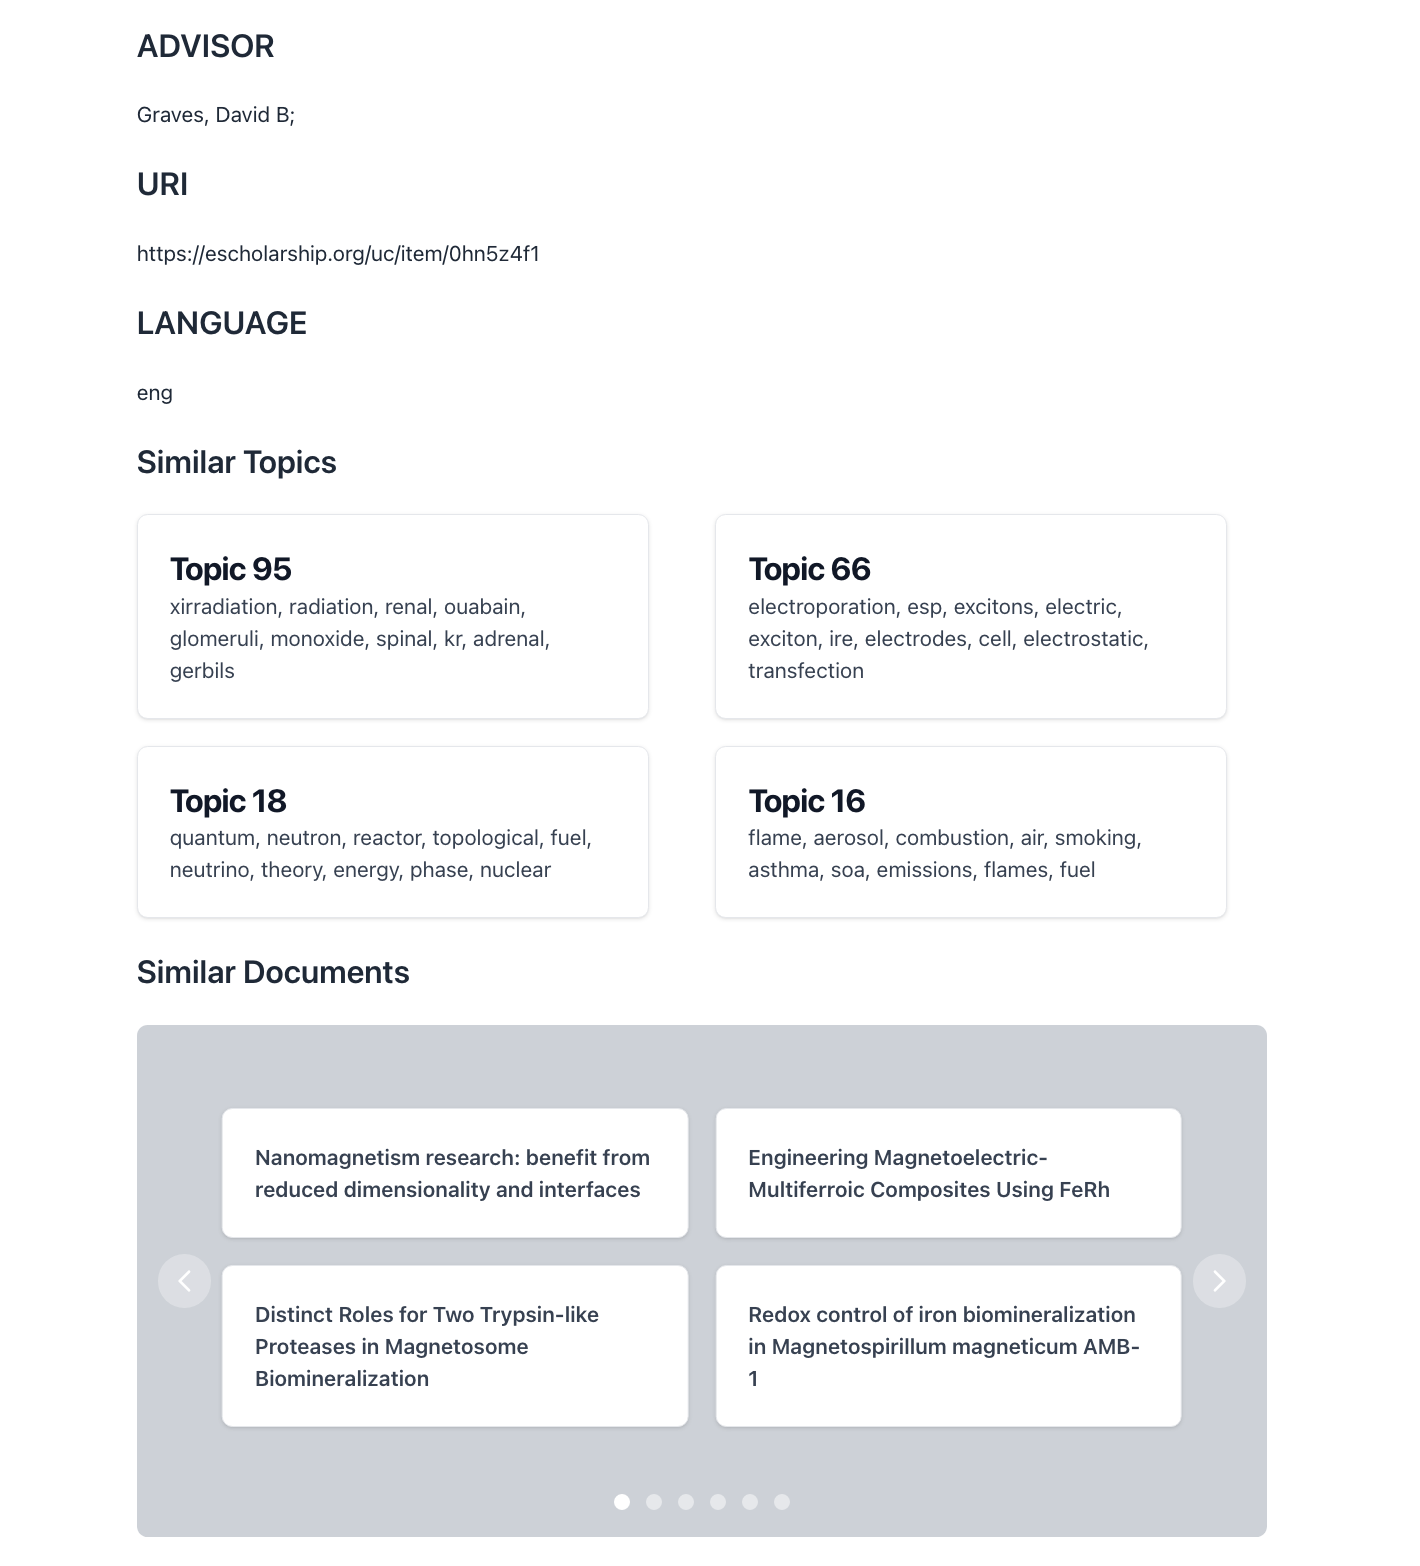 ADVISOR
Graves, David B;
URI
https://escholarship.org/uc/item/0hn5z4f1
LANGUAGE
eng
Similar Topics
Topic 95
xirradiation, radiation, renal, ouabain,
glomeruli, monoxide, spinal, kr, adrenal,
gerbils
Topic 66
electroporation, esp, excitons, electric,
exciton, ire, electrodes, cell, electrostatic,
transfection
Topic 18
quantum, neutron, reactor, topological, fuel,
neutrino, theory, energy, phase, nuclear
Topic 16
flame, aerosol, combustion, air, smoking,
asthma, soa, emissions, flames, fuel
Similar Documents
Nanomagnetism research: benefit from
reduced dimensionality and interfaces
Engineering Magnetoelectric-
Multiferroic Composites Using FeRh
Distinct Roles for Two Trypsin-like
Proteases in Magnetosome
Biomineralization
Redox control of iron biomineralization
in Magnetospirillum magneticum AMB-
1